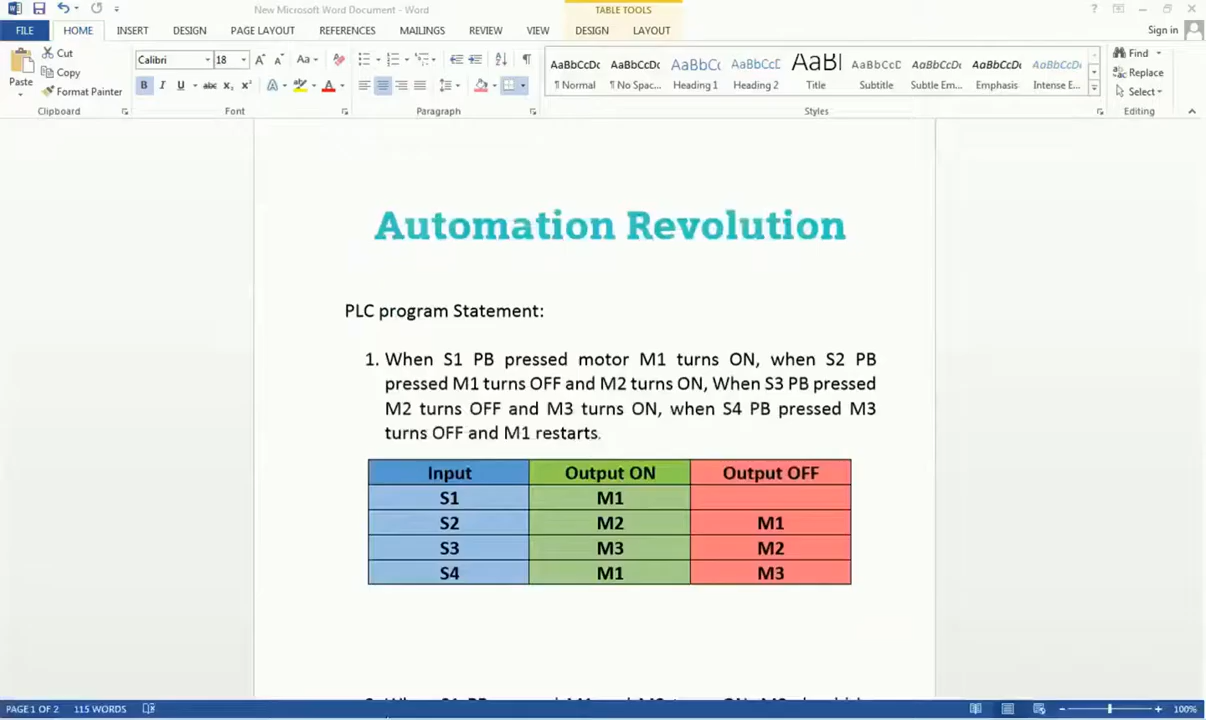 New Microsoft Word Document - Word
TABLE TOOLS
FILE HOME INSERT DESIGN PAGE LAYOUT REFERENCES MAILINGS REVIEW VIEW DESIGN LAYOUT Sign in
Paste
Cut
Copy
Format Painter
Calibri 18
AaBbCcDc AaBbCcDc AaBbCc AaBbCcD AaBl AaBbCcD AaBbCcDc AaBbCcDc AaBbCcDc
¶ Normal ¶ No Spac... Heading 1 Heading 2 Title Subtitle Subtle Em... Emphasis Intense E...
Find
Replace
Select
Clipboard Font Paragraph Styles Editing
Automation Revolution
PLC program Statement:
1. When S1 PB pressed motor M1 turns ON, when S2 PB
pressed M1 turns OFF and M2 turns ON, When S3 PB pressed
M2 turns OFF and M3 turns ON, when S4 PB pressed M3
turns OFF and M1 restarts.
Input Output ON Output OFF
S1 M1
S2 M2 M1
S3 M3 M2
S4 M1 M3
PAGE 1 OF 2 115 WORDS 100%